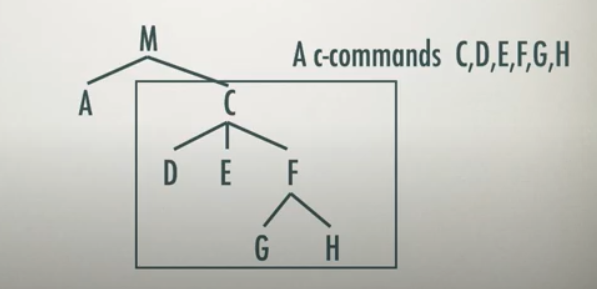 M
A c-commands C,D,E,F,G,H
A
C
D E F
G H